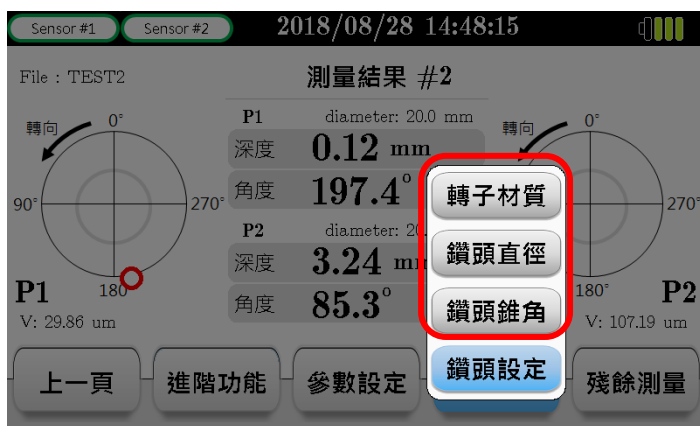 Sensor #1 Sensor #2 2018/08/28 14:48:15
File : TEST2 測量結果 #2
轉向 0° P1 diameter: 20.0 mm 轉向 0°
深度 0.12 mm
90° 270° 角度 197.4° 轉子材質 270°
P2 diameter: 20.
深度 3.24 mm 鑽頭直徑
P1 180° 角度 85.3° 鑽頭錐角 180° P2
V: 29.86 um V: 107.19 um
上一頁 進階功能 參數設定 鑽頭設定 殘餘測量